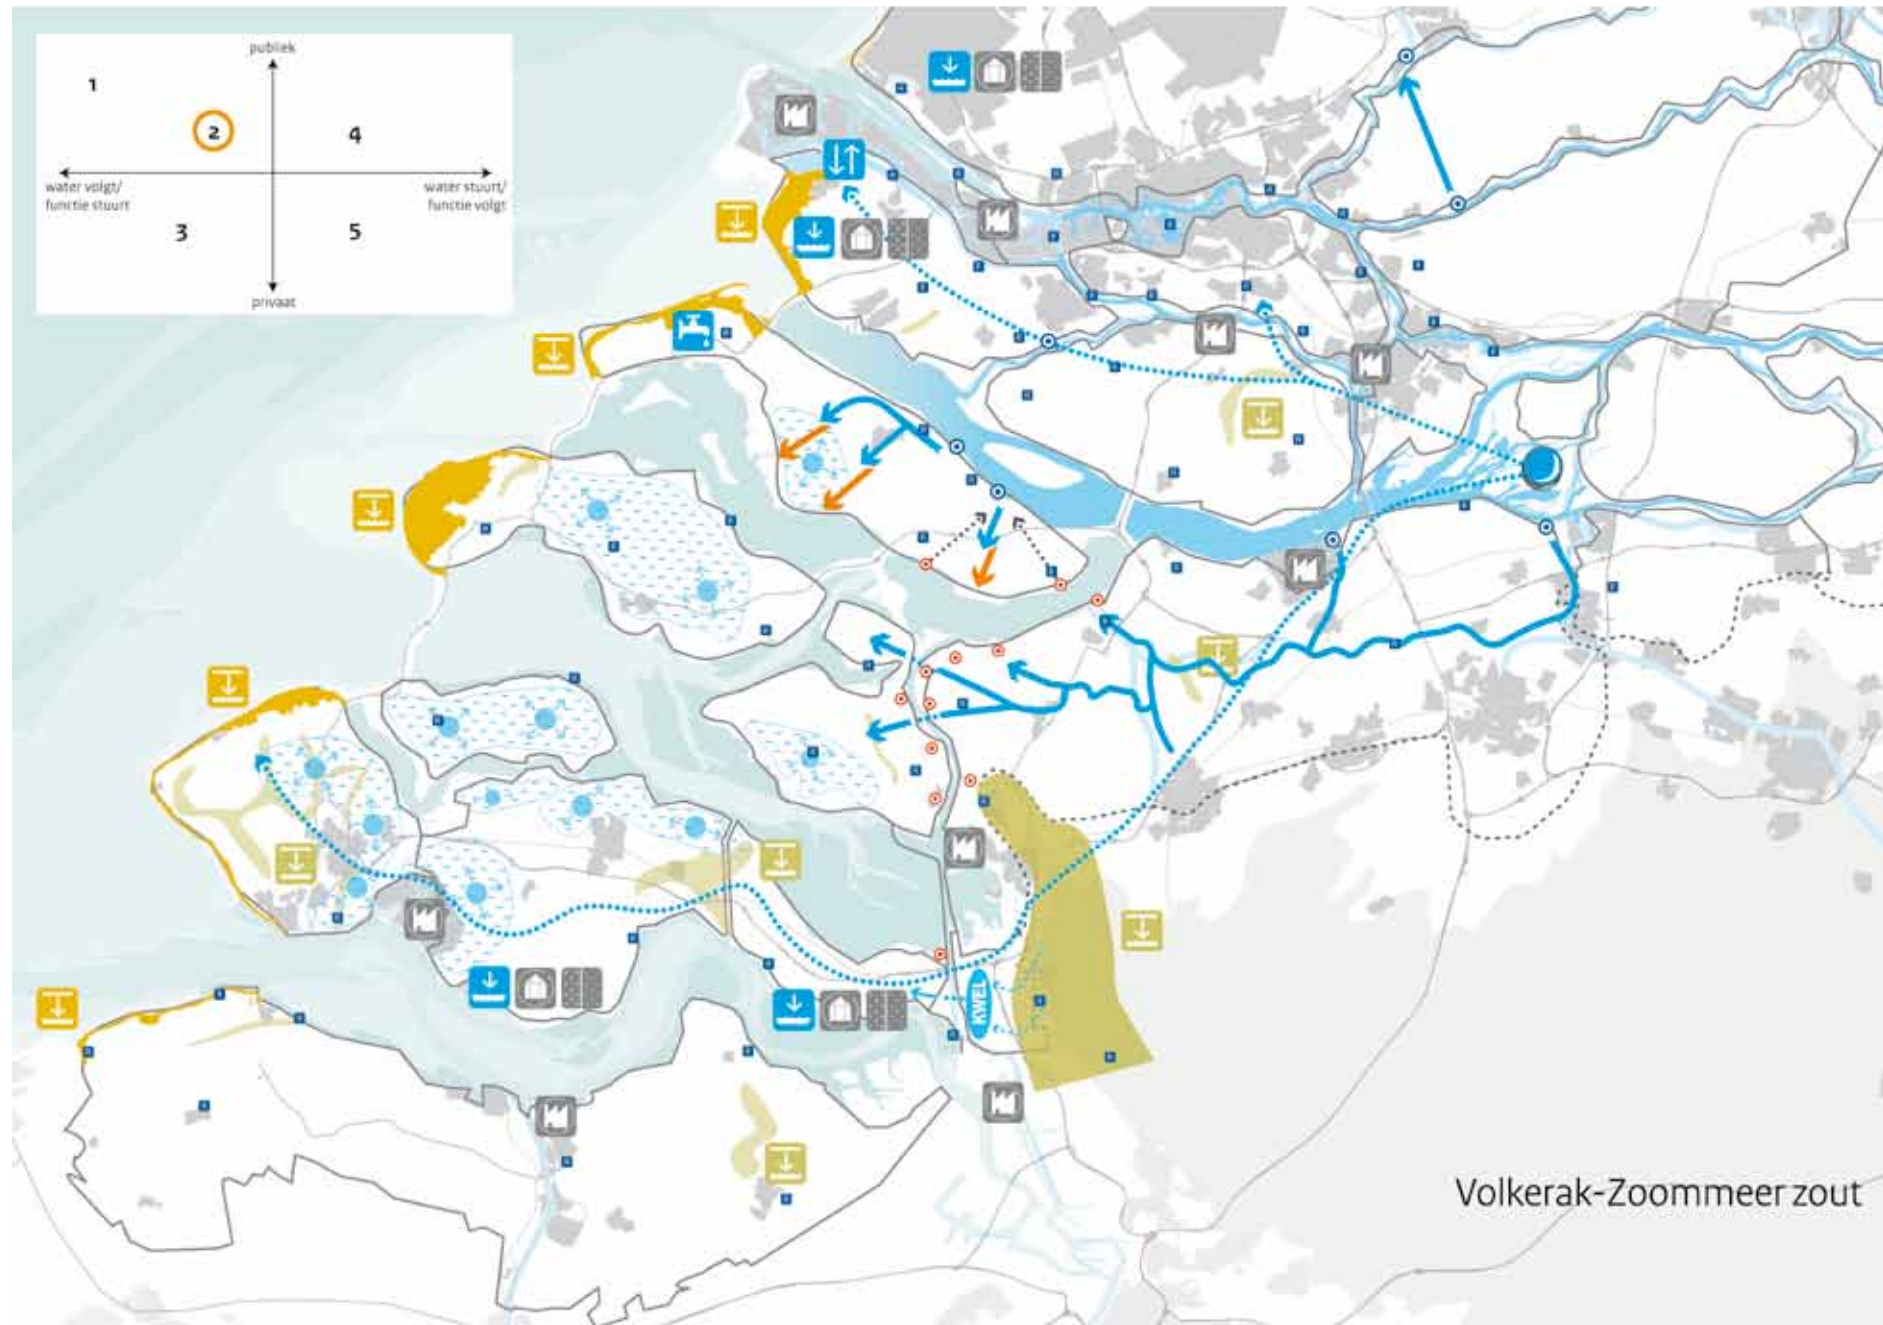 publiek
1
2
4
water volgt/
functie stuurt
water stuurt/
functie volgt
3
5
privaat
KWEL
Volkerak-Zoommeer zout